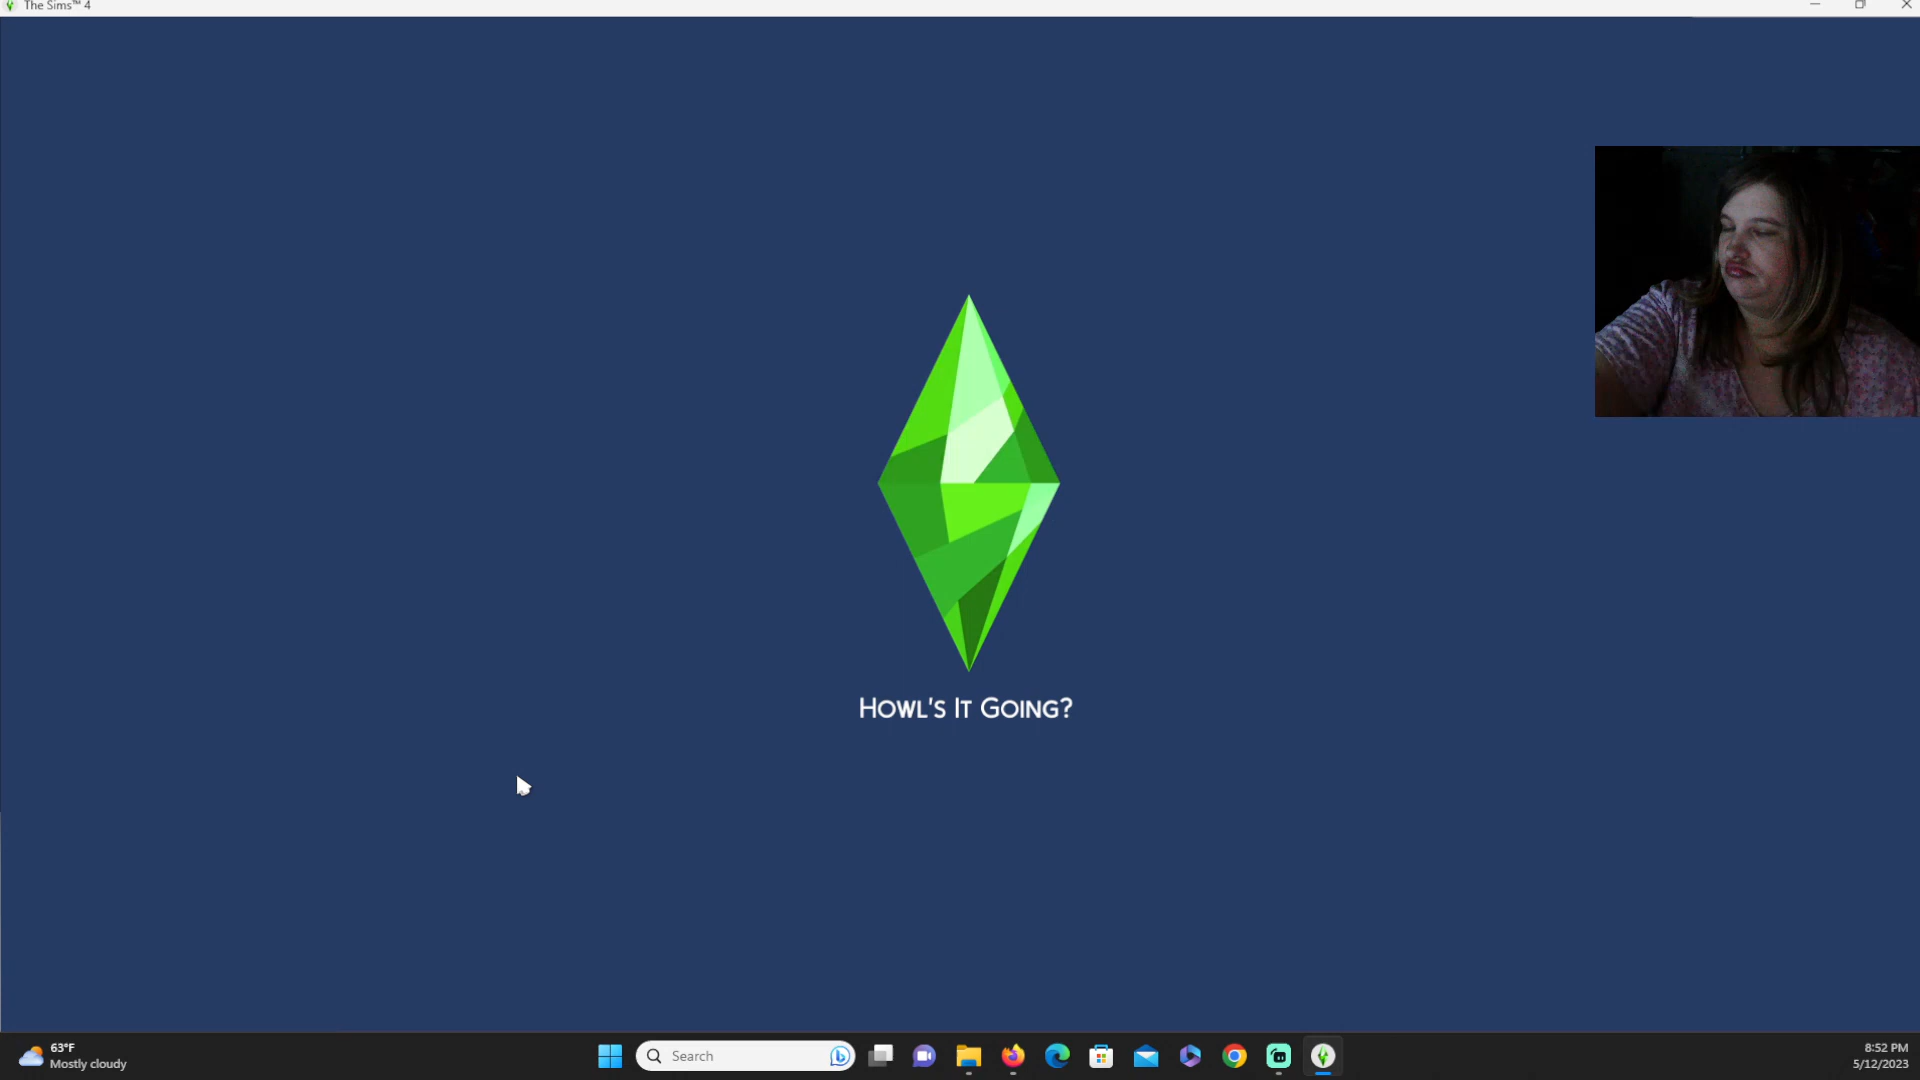 The Sims™ 4
HOWL'S IT GOING?
63°F
Mostly cloudy
Search
8:52 PM
5/12/2023